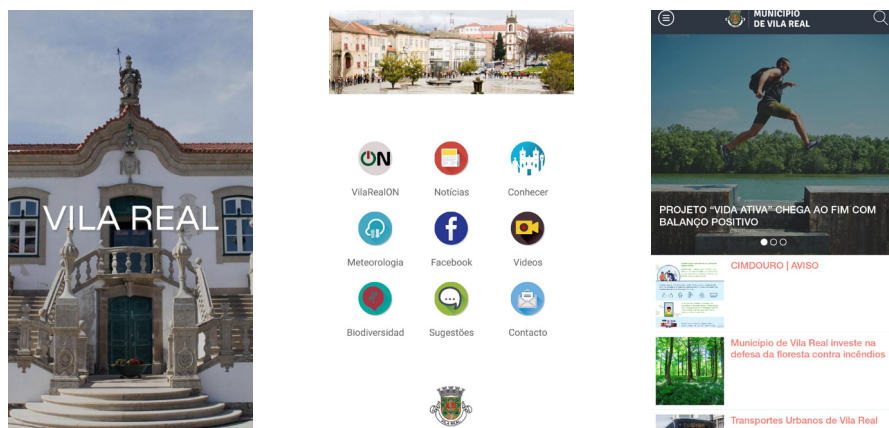 VILA REAL
ON
VilaRealON
Notícias
Conhecer
Meteorologia
Facebook
Videos
Biodiversidad
Sugestões
Contacto
VILA REAL
MUNICÍPIO
DE VILA REAL
PROJETO “VIDA ATIVA” CHEGA AO FIM COM
BALANÇO POSITIVO
CIMDOURO | AVISO
Município de Vila Real investe na
defesa da floresta contra incêndios
Transportes Urbanos de Vila Real